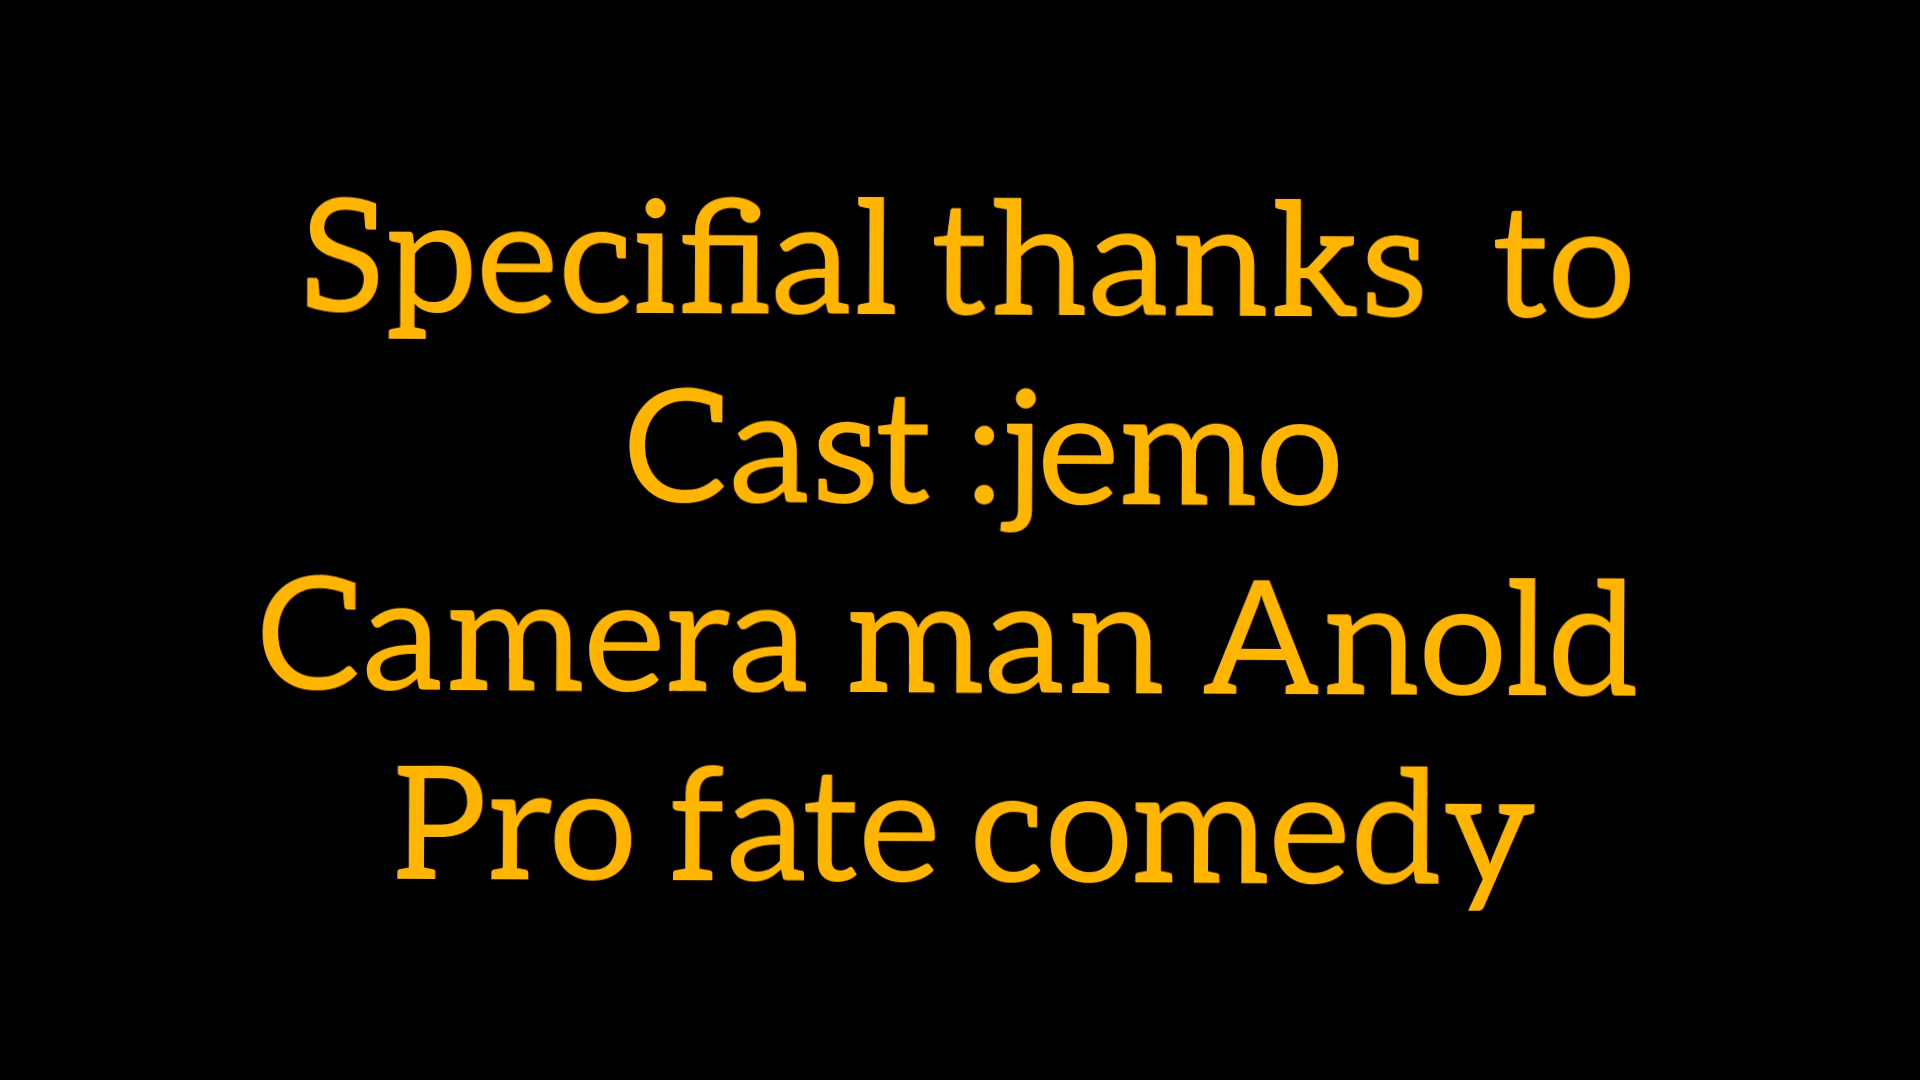 Specifial thanks to
Cast :jemo
Camera man Anold
Pro fate comedy